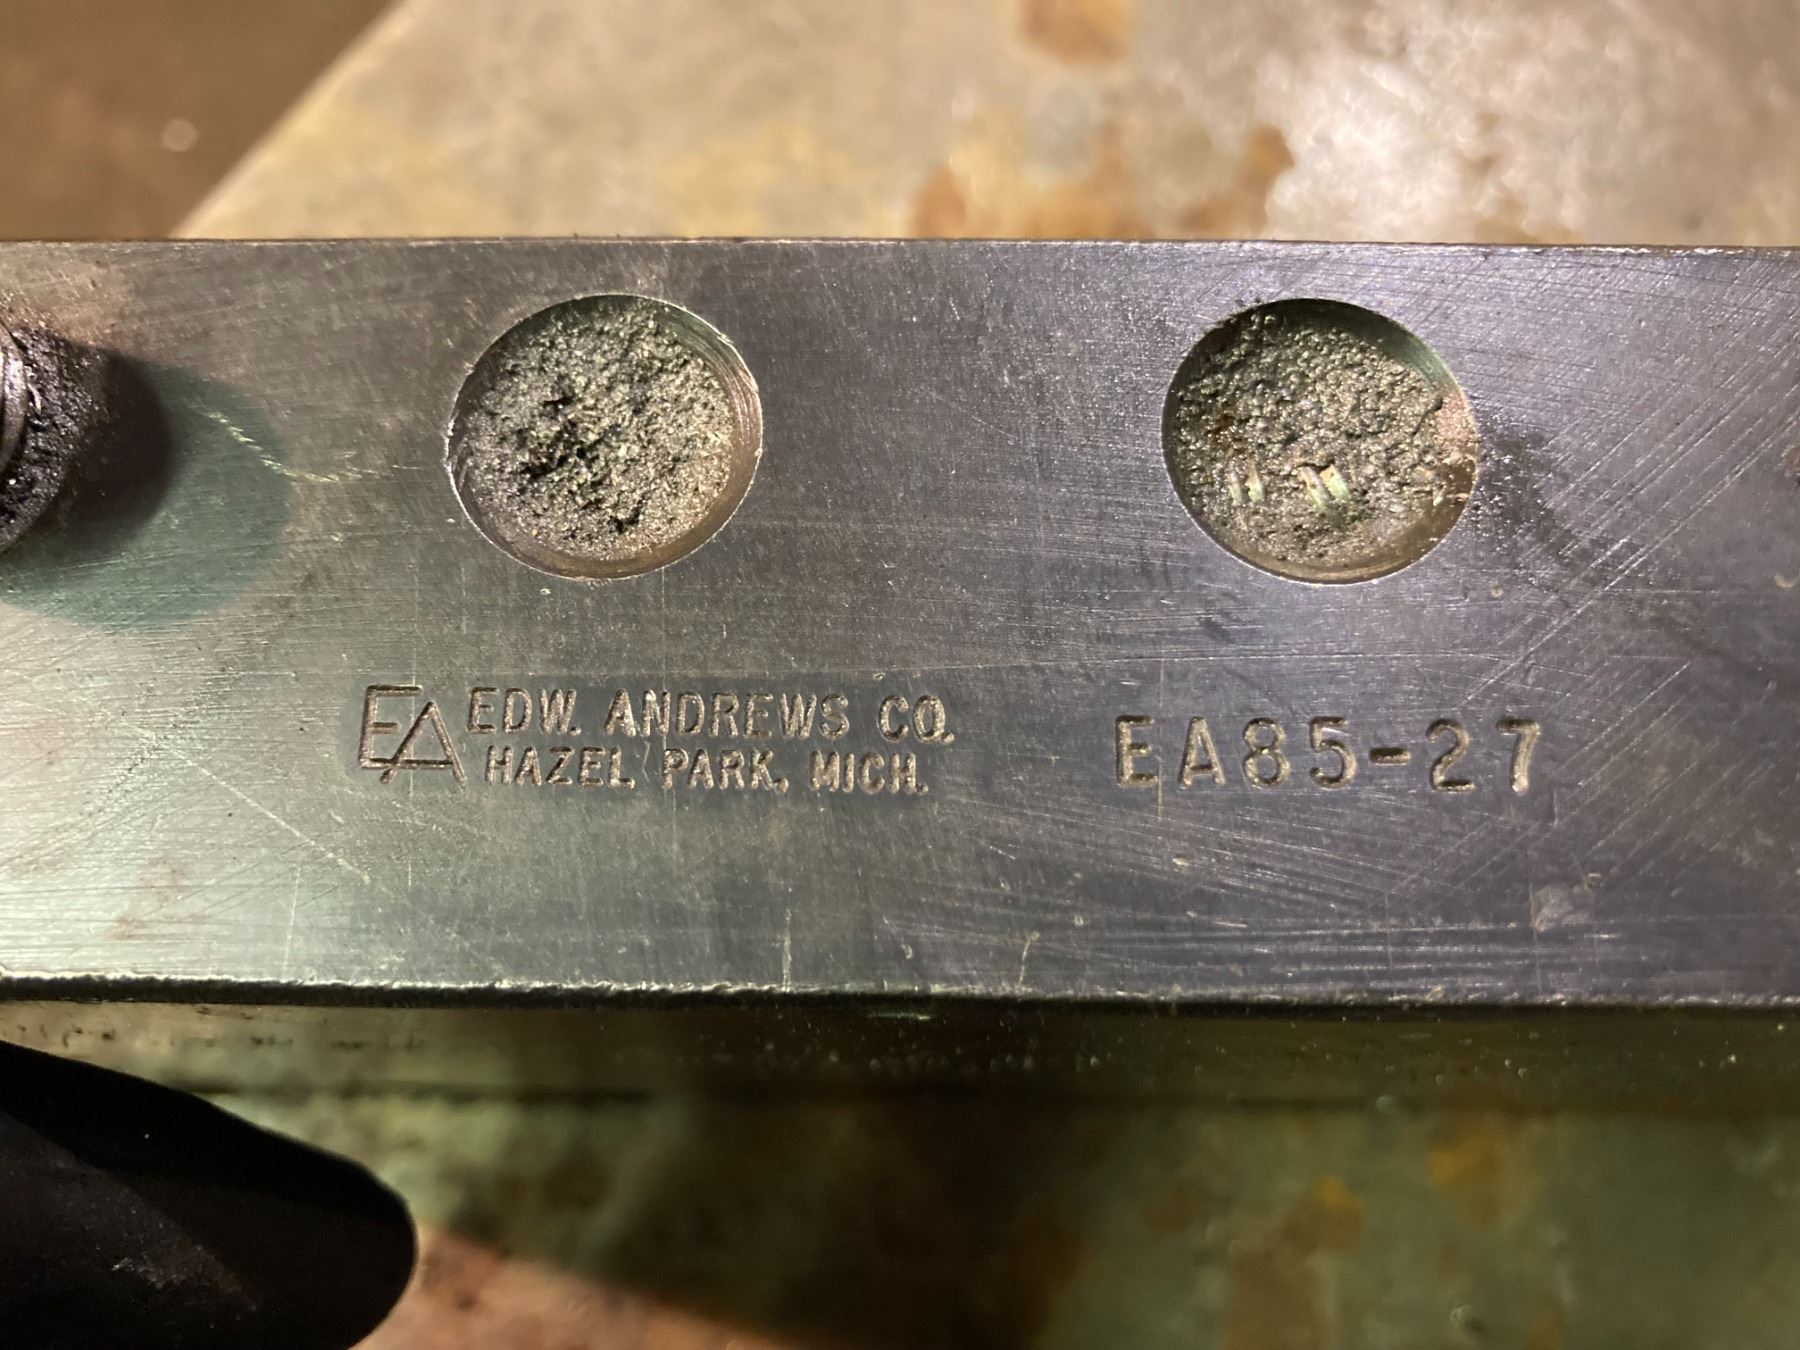 EA EDW. ANDREWS CO.
HAZEL PARK, MICH.
EA85-27